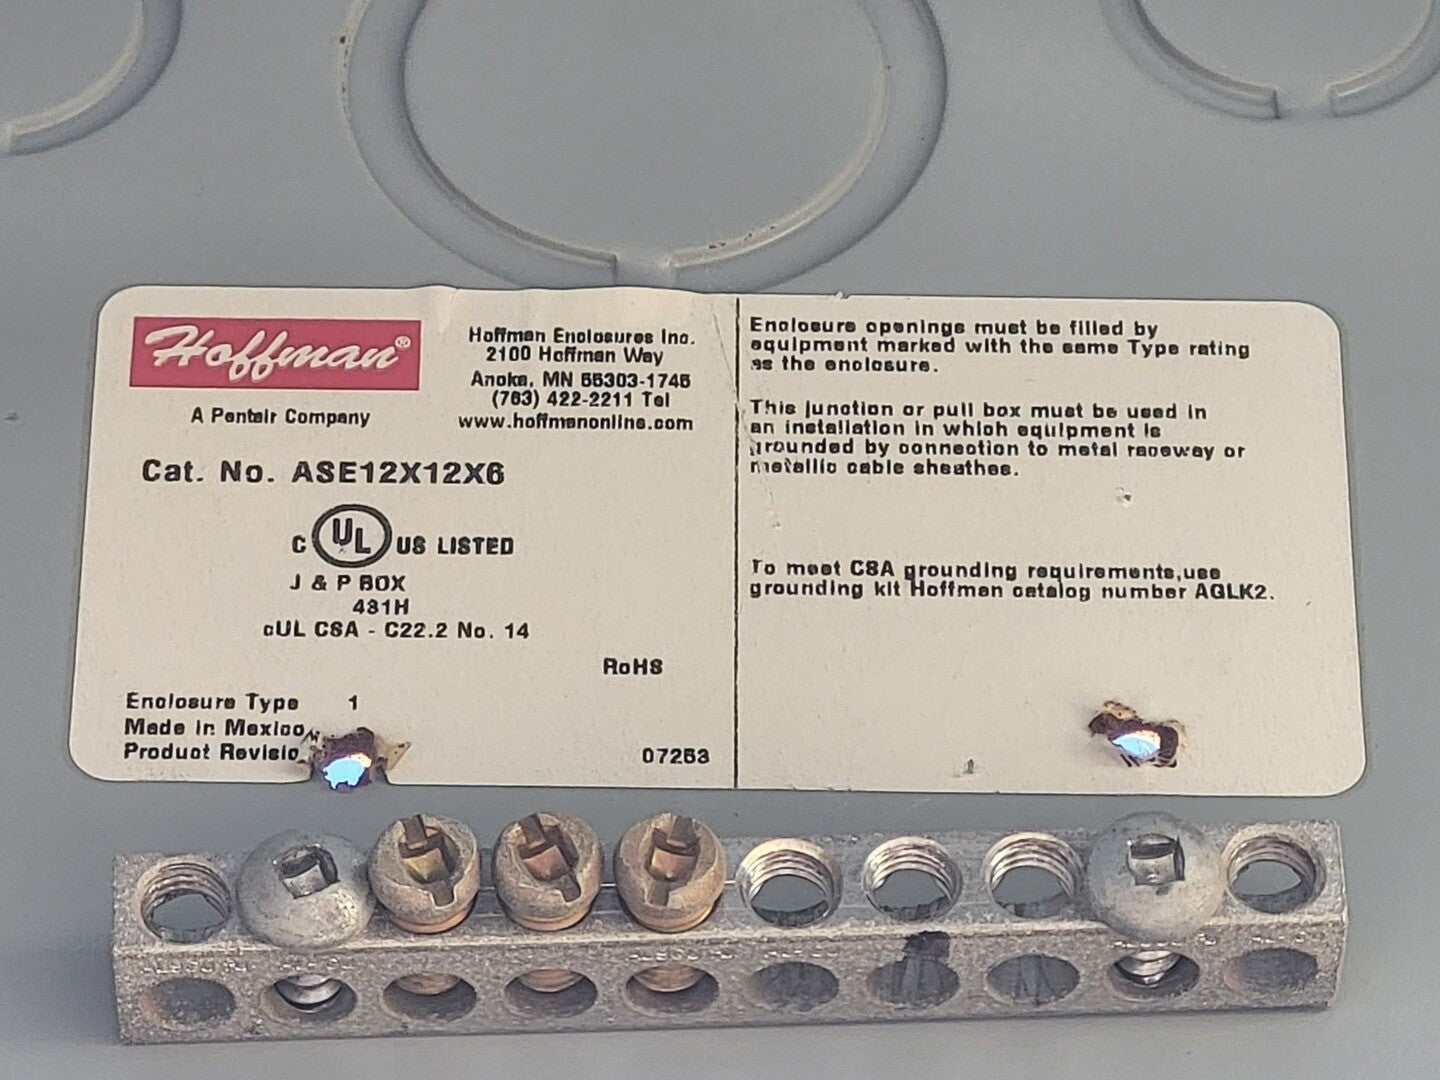 Hoffman®
A Pentair Company
Hoffman Enclosures Inc.
2100 Hoffman Way
Anoka, MN 55303-1745
(763) 422-2211 Tel
www.hoffmanonline.com
Cat. No. ASE12X12X6
C UL US LISTED
J & P BOX
481H
cUL CSA - C22.2 No. 14
RoHS
Enclosure Type 1
Made in Mexico
Product Revisio
07253
Enclosure openings must be filled by
equipment marked with the same Type rating
as the enclosure.
This junction or pull box must be used in
an installation in which equipment is
grounded by connection to metal raceway or
metallic cable sheathes.
To meet CSA grounding requirements,use
grounding kit Hoffman catalog number AGLK2.